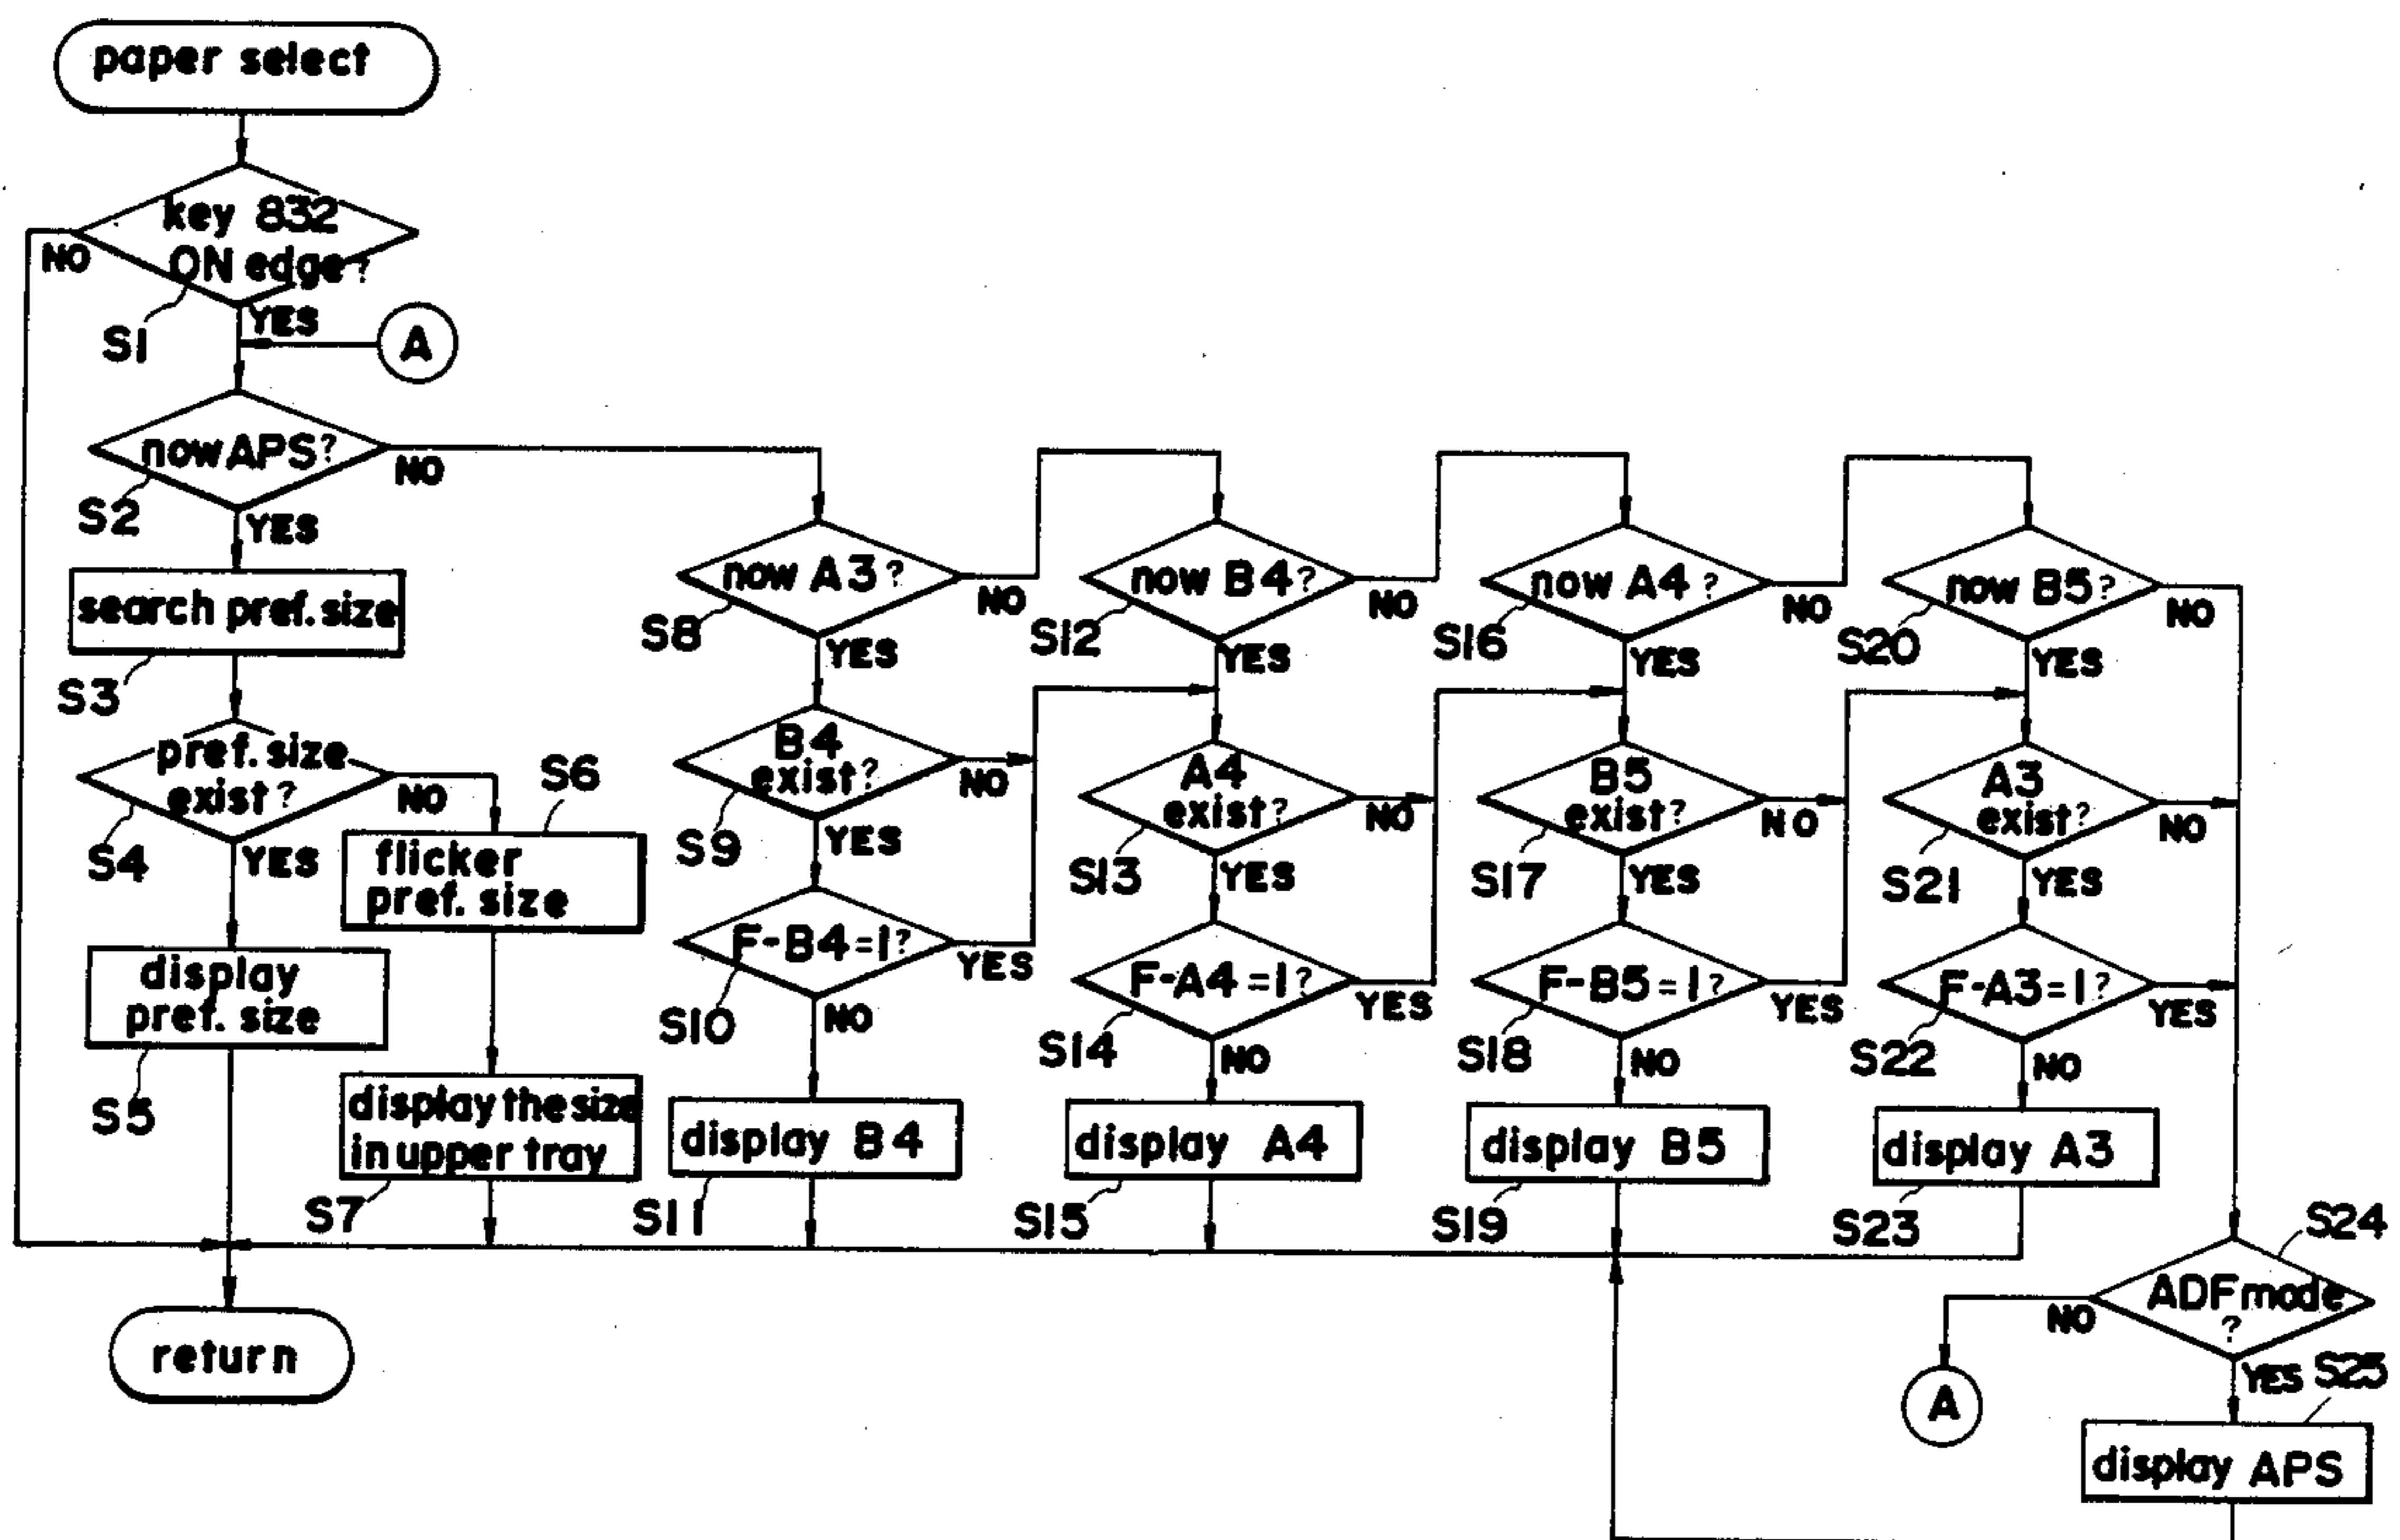 paper select
key 832
ON edge?
NO
YES
S1
A
now APS?
NO
S2
YES
search pref. size
S3
pref. size
exist?
NO
S4
YES
S6
flicker
pref. size
display
pref. size
S5
display the size
in upper tray
S7
return
now A3?
NO
S8
YES
B4
exist?
NO
S9
YES
F-B4=1?
YES
S10
NO
display B4
S11
now B4?
NO
S12
YES
A4
exist?
NO
S13
YES
F-A4=1?
YES
S14
NO
display A4
S15
now A4?
NO
S16
YES
B5
exist?
NO
S17
YES
F-B5=1?
YES
S18
NO
display B5
S19
now B5?
NO
S20
YES
A3
exist?
NO
S21
YES
F-A3=1?
YES
S22
NO
display A3
S23
S24
ADF mode
?
NO
A
YES
S25
display APS